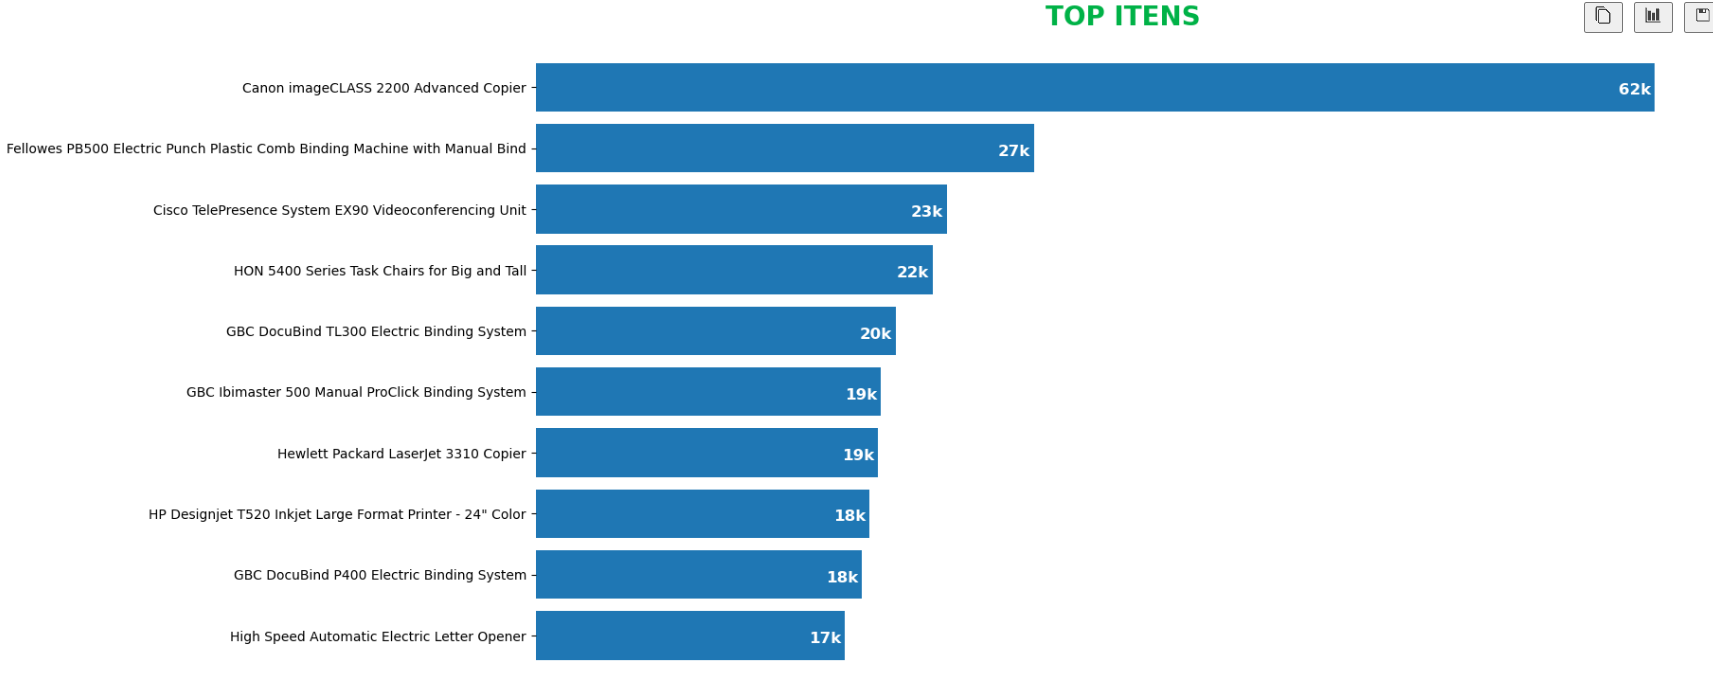 TOP ITENS
Canon imageCLASS 2200 Advanced Copier 62k
Fellowes PB500 Electric Punch Plastic Comb Binding Machine with Manual Bind 27k
Cisco TelePresence System EX90 Videoconferencing Unit 23k
HON 5400 Series Task Chairs for Big and Tall 22k
GBC DocuBind TL300 Electric Binding System 20k
GBC Ibimaster 500 Manual ProClick Binding System 19k
Hewlett Packard LaserJet 3310 Copier 19k
HP Designjet T520 Inkjet Large Format Printer - 24" Color 18k
GBC DocuBind P400 Electric Binding System 18k
High Speed Automatic Electric Letter Opener 17k